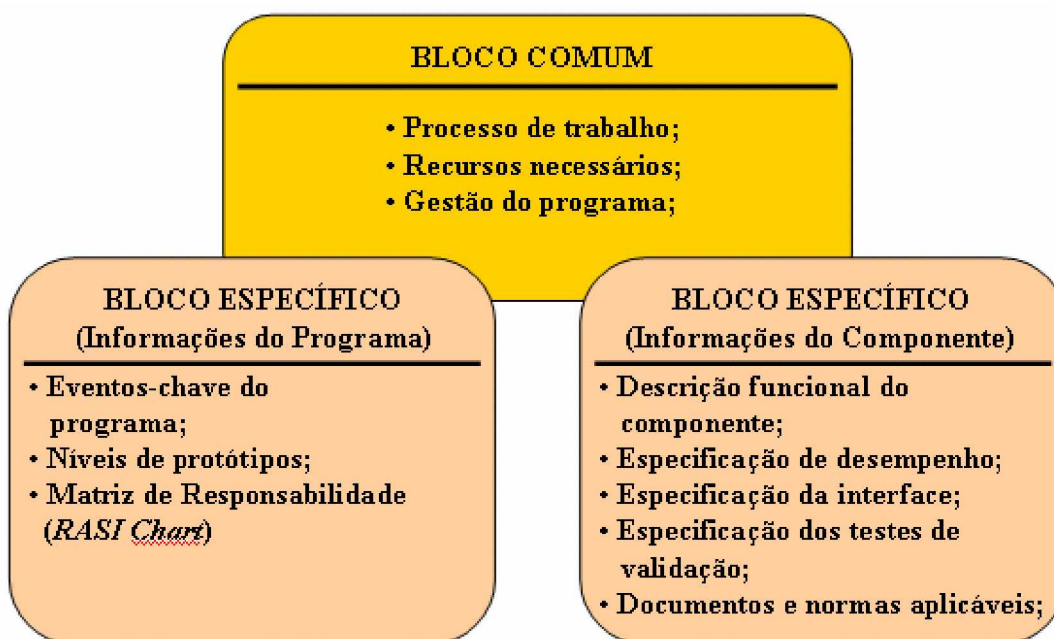 BLOCO COMUM
• Processo de trabalho;
• Recursos necessários;
• Gestão do programa;
BLOCO ESPECÍFICO
(Informações do Programa)
• Eventos-chave do
programa;
• Níveis de protótipos;
• Matriz de Responsabilidade
(RASI Chart)
BLOCO ESPECÍFICO
(Informações do Componente)
• Descrição funcional do
componente;
• Especificação de desempenho;
• Especificação da interface;
• Especificação dos testes de
validação;
• Documentos e normas aplicáveis;